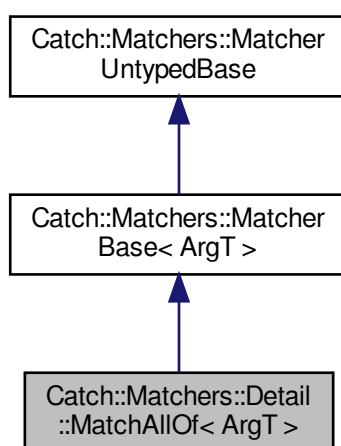 Catch::Matchers::Matcher
UntypedBase
Catch::Matchers::Matcher
Base< ArgT >
Catch::Matchers::Detail
::MatchAllOf< ArgT >